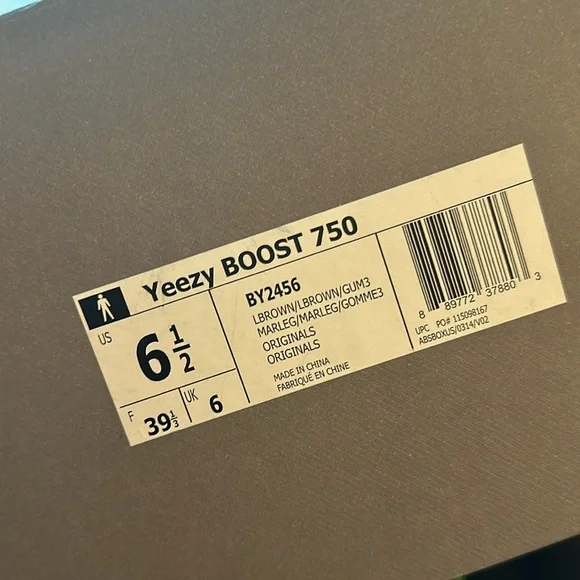 Yeezy BOOST 750
US
6 1/2
F
39 1/3
UK
6
BY2456
LBROWN/LBROWN/GUM3
MARLEG/MARLEG/GOMME3
ORIGINALS
ORIGINALS
MADE IN CHINA
FABRIQUÉ EN CHINE
8 89772 37880 3
UPC PO# 115098167
ABSBOXUS/0314/V02